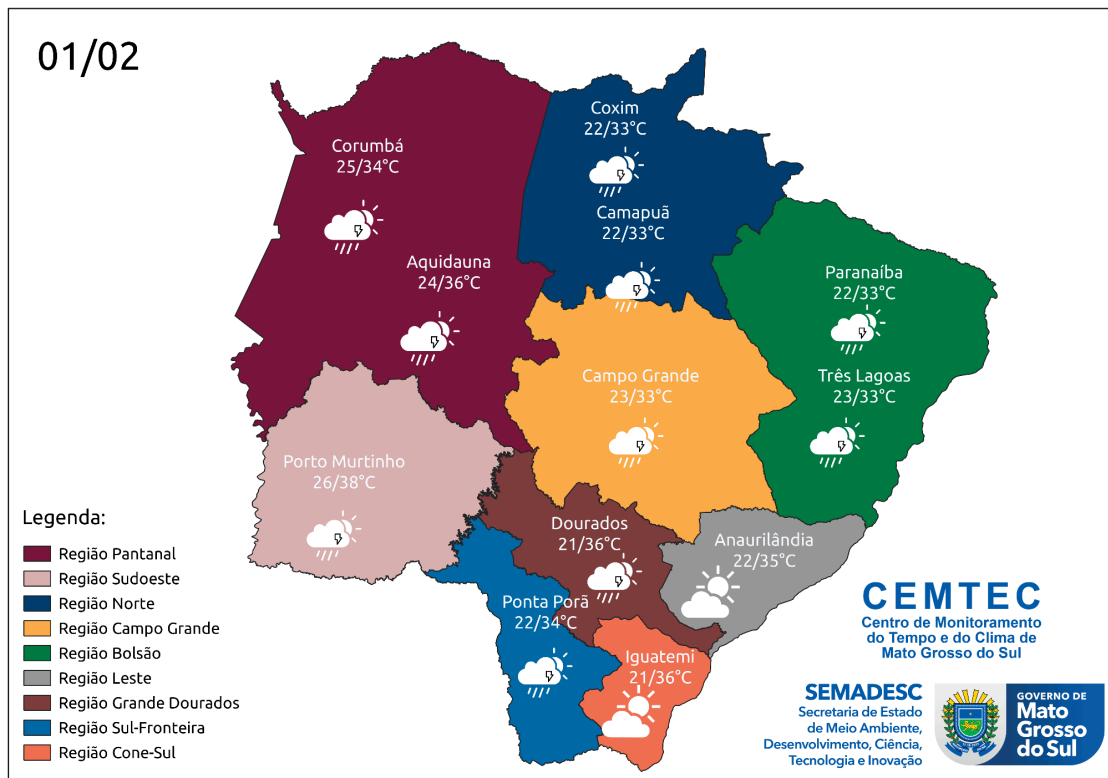 01/02
Coxim
22/33°C
Corumbá
25/34°C
Camapuã
22/33°C
Aquidauna
24/36°C
Paranaíba
22/33°C
Campo Grande
23/33°C
Três Lagoas
23/33°C
Porto Murtinho
26/38°C
Dourados
21/36°C
Anaurilândia
22/35°C
Ponta Porã
22/34°C
Iguatemi
21/36°C
Legenda:
Região Pantanal
Região Sudoeste
Região Norte
Região Campo Grande
Região Bolsão
Região Leste
Região Grande Dourados
Região Sul-Fronteira
Região Cone-Sul
CEMTEC
Centro de Monitoramento
do Tempo e do Clima de
Mato Grosso do Sul
SEMADESC
Secretaria de Estado
de Meio Ambiente,
Desenvolvimento, Ciência,
Tecnologia e Inovação
GOVERNO DE
Mato
Grosso
do Sul